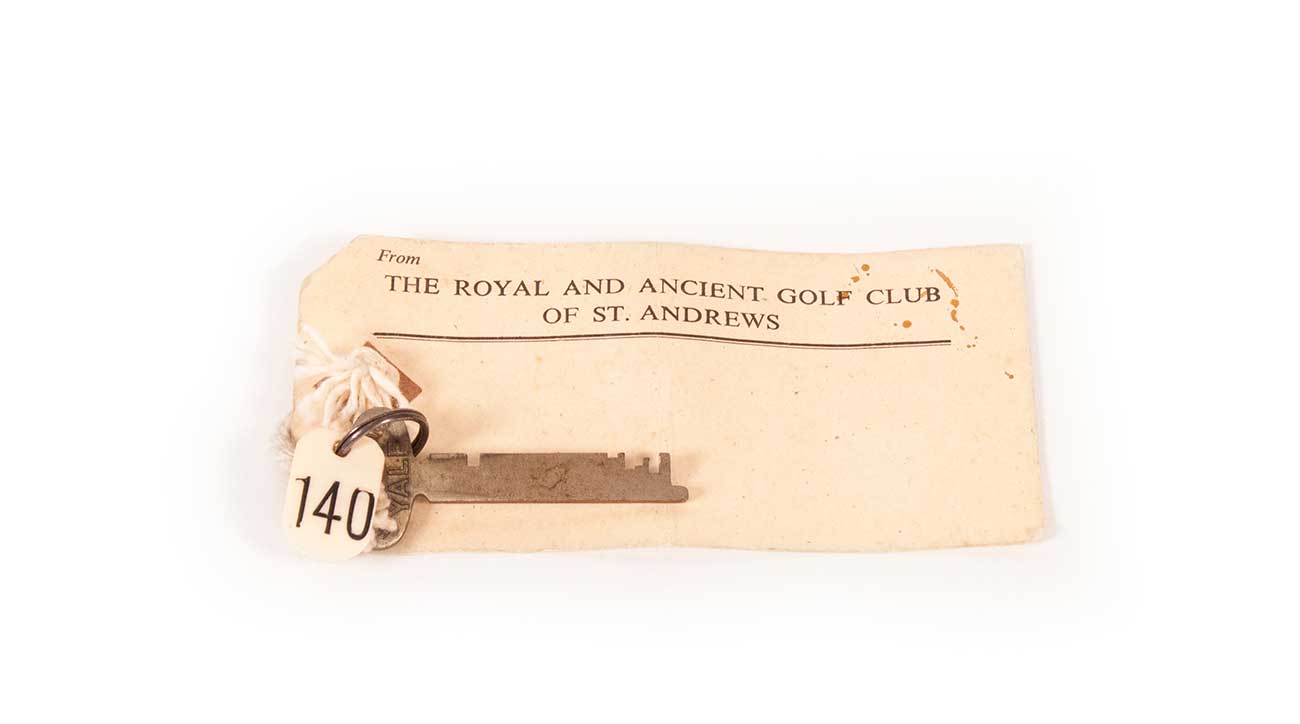 From
THE ROYAL AND ANCIENT GOLF CLUB
OF ST. ANDREWS
YALE
140